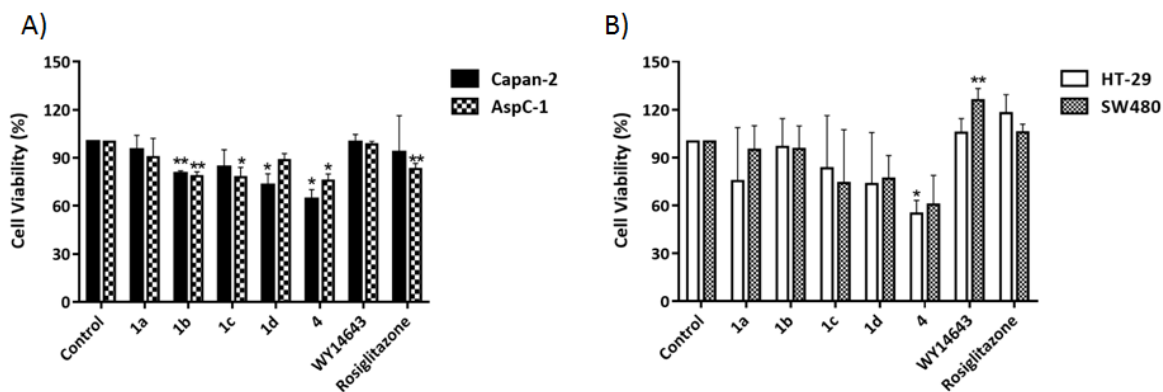 A)
Cell Viability (%)
150
120
90
60
30
0
** ** * * * * **
Control 1a 1b 1c 1d 4 WY14643 Rosiglitazone
Capan-2
AspC-1
B)
Cell Viability (%)
150
120
90
60
30
0
* **
Control 1a 1b 1c 1d 4 WY14643 Rosiglitazone
HT-29
SW480